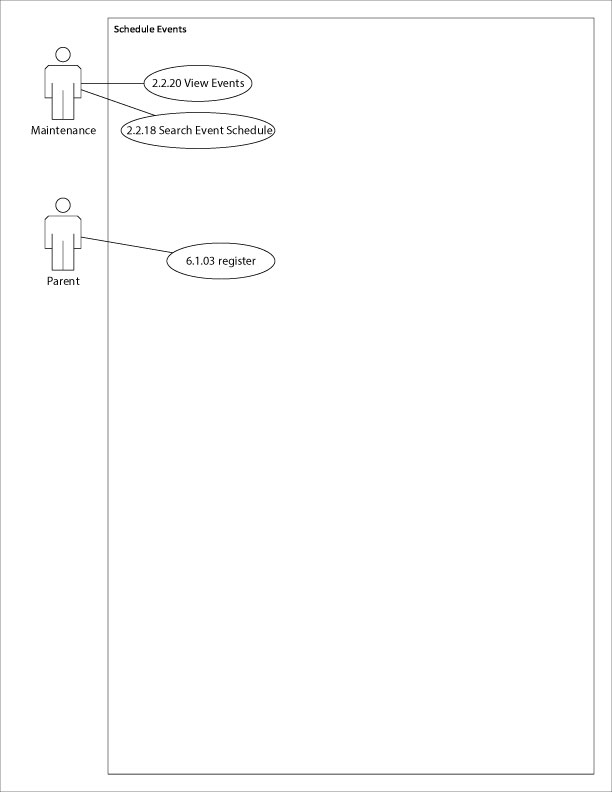 Schedule Events
2.2.20 View Events
Maintenance
2.2.18 Search Event Schedule
6.1.03 register
Parent